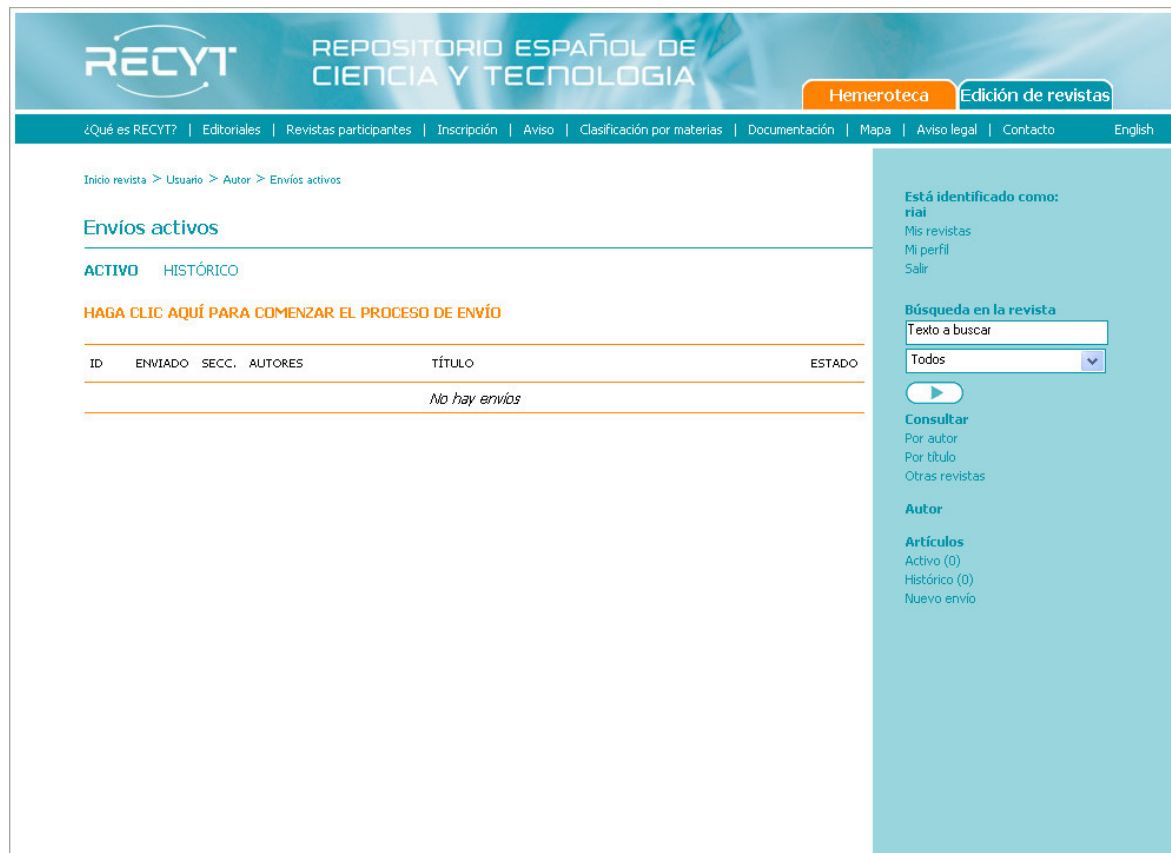 RECYT
REPOSITORIO ESPAÑOL DE
CIENCIA Y TECNOLOGIA
Hemeroteca
Edición de revistas
¿Qué es RECYT? | Editoriales | Revistas participantes | Inscripción | Aviso | Clasificación por materias | Documentación | Mapa | Aviso legal | Contacto English
Inicio revista > Usuario > Autor > Envíos activos
Envíos activos
ACTIVO HISTÓRICO
HAGA CLIC AQUÍ PARA COMENZAR EL PROCESO DE ENVÍO
ID ENVIADO SECC. AUTORES TÍTULO ESTADO
No hay envíos
Está identificado como:
riai
Mis revistas
Mi perfil
Salir
Búsqueda en la revista
Texto a buscar
Todos
Consultar
Por autor
Por título
Otras revistas
Autor
Artículos
Activo (0)
Histórico (0)
Nuevo envío